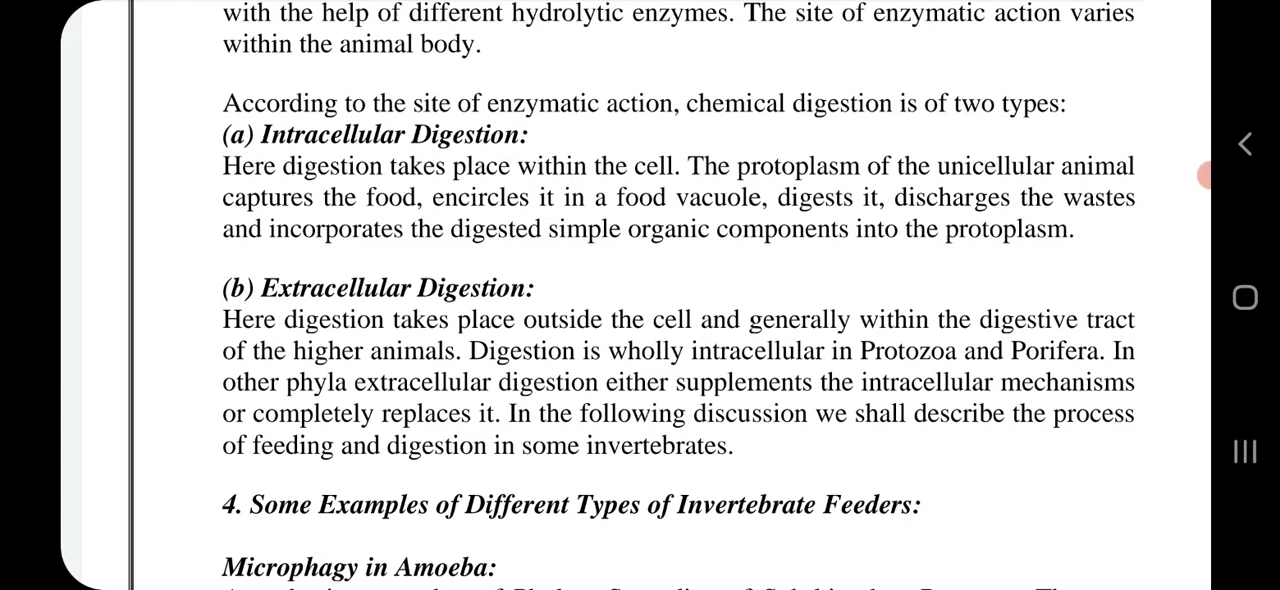 with the help of different hydrolytic enzymes. The site of enzymatic action varies
within the animal body.
According to the site of enzymatic action, chemical digestion is of two types:
(a) Intracellular Digestion:
Here digestion takes place within the cell. The protoplasm of the unicellular animal
captures the food, encircles it in a food vacuole, digests it, discharges the wastes
and incorporates the digested simple organic components into the protoplasm.
(b) Extracellular Digestion:
Here digestion takes place outside the cell and generally within the digestive tract
of the higher animals. Digestion is wholly intracellular in Protozoa and Porifera. In
other phyla extracellular digestion either supplements the intracellular mechanisms
or completely replaces it. In the following discussion we shall describe the process
of feeding and digestion in some invertebrates.
4. Some Examples of Different Types of Invertebrate Feeders:
Microphagy in Amoeba: